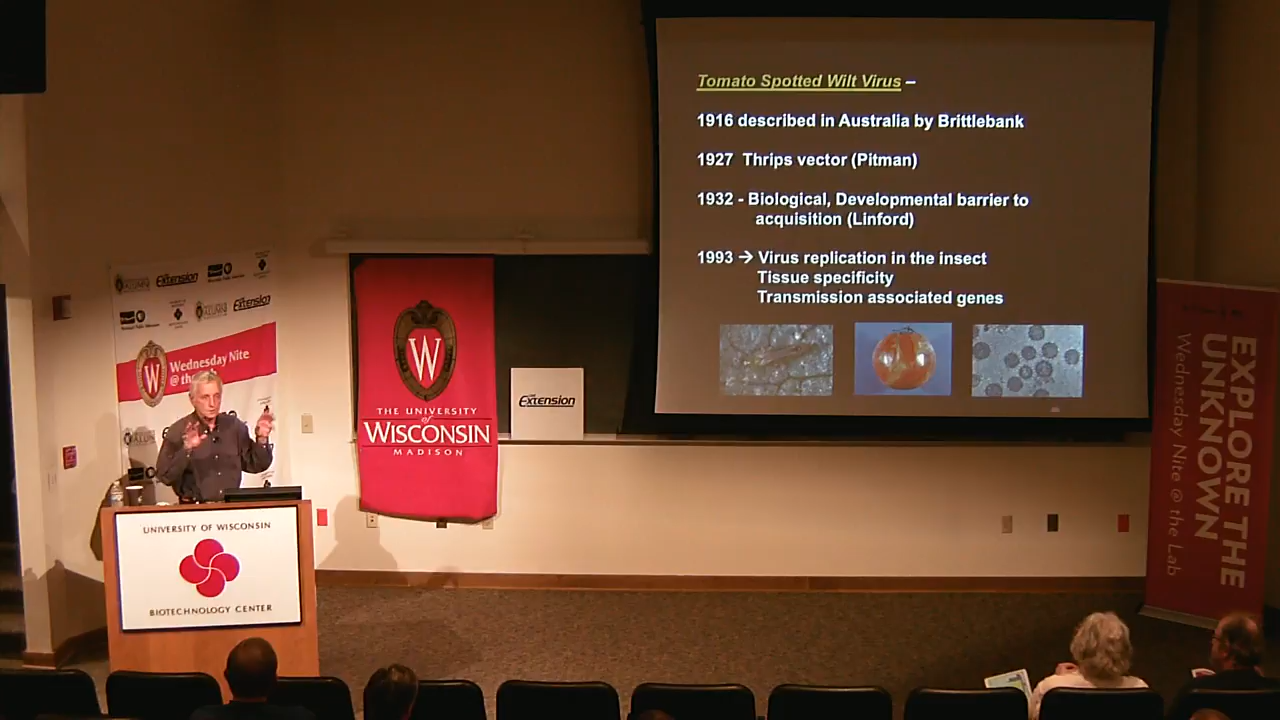 Tomato Spotted Wilt Virus –
1916 described in Australia by Brittlebank
1927 Thrips vector (Pitman)
1932 - Biological, Developmental barrier to
acquisition (Linford)
1993 → Virus replication in the insect
Tissue specificity
Transmission associated genes
Extension
Extension
Wednesday Nite
@ the
W
W
THE UNIVERSITY
of
WISCONSIN
MADISON
Extension
UNIVERSITY OF WISCONSIN
BIOTECHNOLOGY CENTER
EXPLORE THE
UNKNOWN
Wednesday Nite @ the Lab